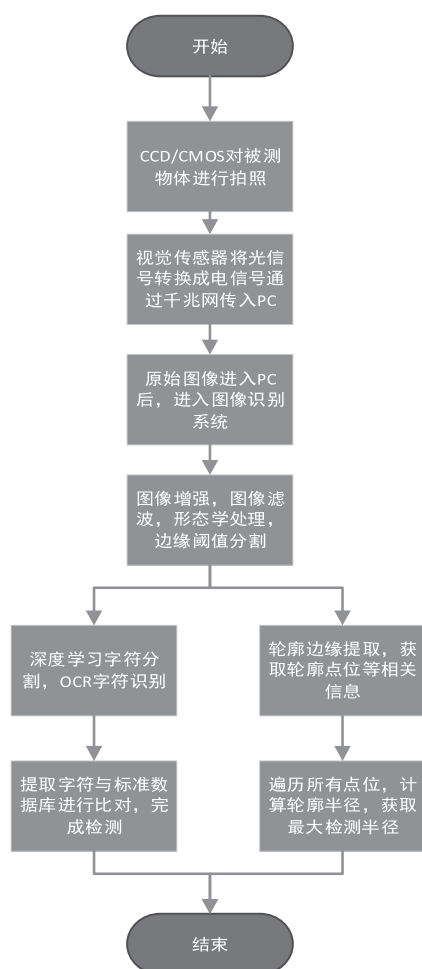 开始
CCD/CMOS对被测
物体进行拍照
视觉传感器将光信
号转换成电信号通
过千兆网传入PC
原始图像进入PC
后，进入图像识别
系统
图像增强，图像滤
波，形态学处理，
边缘阈值分割
深度学习字符分
割，OCR字符识别
提取字符与标准数
据库进行比对，完
成检测
轮廓边缘提取，获
取轮廓点位等相关
信息
遍历所有点位，计
算轮廓半径，获取
最大检测半径
结束